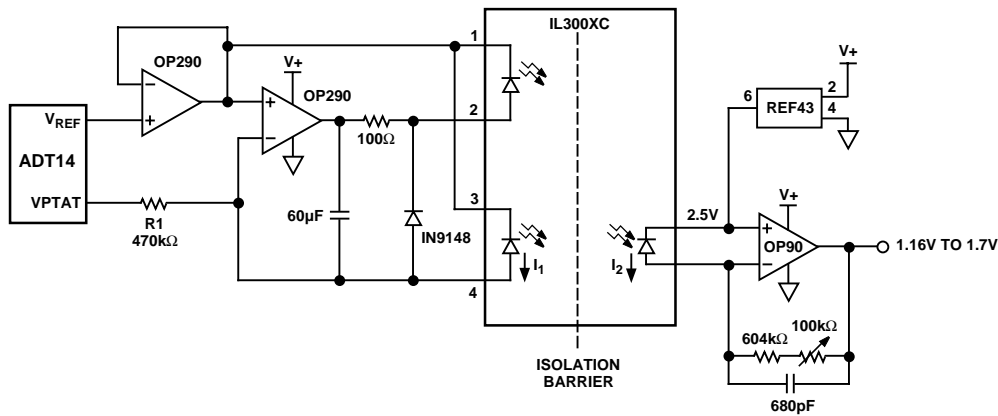 IL300XC
OP290
V+
OP290
1
2
100Ω
V_REF
ADT14
VPTAT
R1
470kΩ
60µF
IN9148
3
I₁
4
ISOLATION
BARRIER
I₂
V+
6
REF43
2
4
2.5V
V+
OP90
1.16V TO 1.7V
604kΩ
100kΩ
680pF